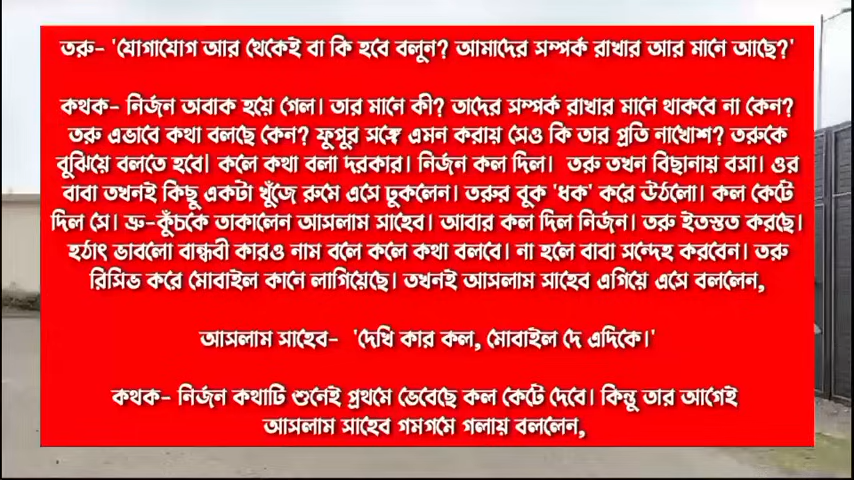 তরু- 'যোগাযোগ আর থেকেই বা কি হবে বলুন? আমাদের সম্পর্ক রাখার আর মানে আছে?'
কথক- নির্জন অবাক হয়ে গেল। তার মানে কী? তাদের সম্পর্ক রাখার মানে থাকবে না কেন?
তরু এভাবে কথা বলছে কেন? ফুপুর সঙ্গে এমন করায় সেও কি তার প্রতি নাখোশ? তরুকে
বুঝিয়ে বলতে হবে। কলে কথা বলা দরকার। নির্জন কল দিল। তরু তখন বিছানায় বসা। ওর
বাবা তখনই কিছু একটা খুঁজে রুমে এসে ঢুকলেন। তরুর বুক 'ধক' করে উঠলো। কল কেটে
দিল সে। ভ্রু-কুঁচকে তাকালেন আসলাম সাহেব। আবার কল দিল নির্জন। তরু ইতস্তত করছে।
হঠাৎ ভাবলো বান্ধবী কারও নাম বলে কলে কথা বলবে। না হলে বাবা সন্দেহ করবেন। তরু
রিসিভ করে মোবাইল কানে লাগিয়েছে। তখনই আসলাম সাহেব এগিয়ে এসে বললেন,
আসলাম সাহেব- 'দেখি কার কল, মোবাইল দে এদিকে।'
কথক- নির্জন কথাটি শুনেই প্রথমে ভেবেছে কল কেটে দেবে। কিন্তু তার আগেই
আসলাম সাহেব গমগমে গলায় বললেন,